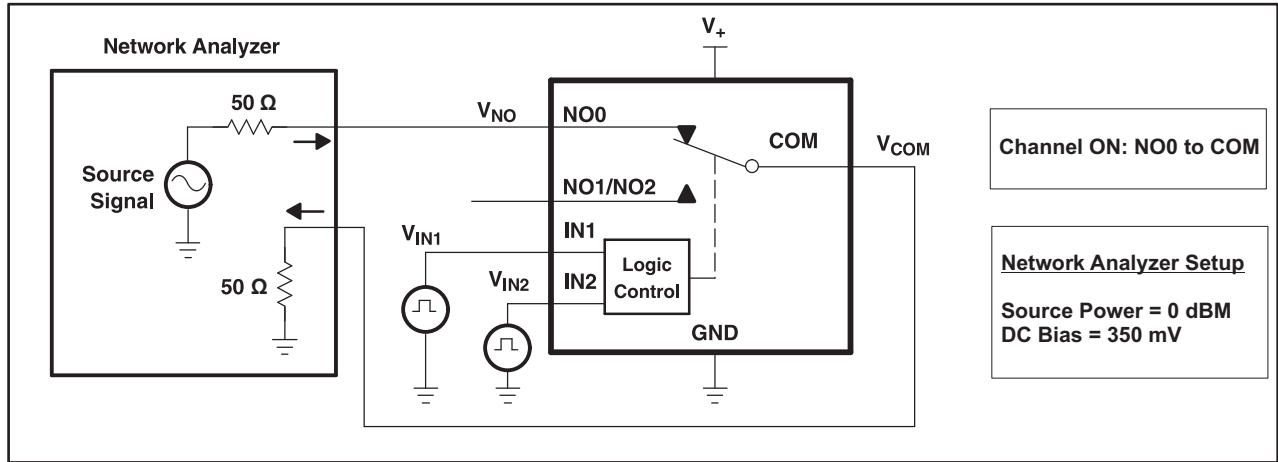 Network Analyzer
50 Ω
Source
Signal
50 Ω
V+
VNO
NO0
COM
VCOM
NO1/NO2
VIN1
IN1
VIN2
IN2
Logic
Control
GND
Channel ON: NO0 to COM
Network Analyzer Setup
Source Power = 0 dBM
DC Bias = 350 mV